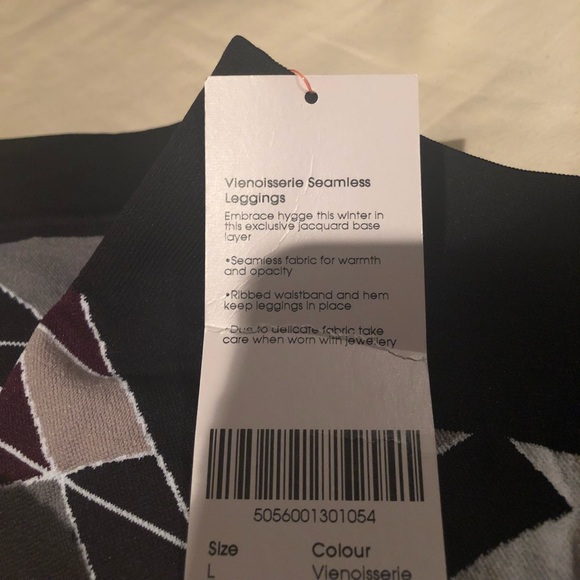 Vienoisserie Seamless
Leggings
Embrace hygge this winter in
this exclusive jacquard base
layer
•Seamless fabric for warmth
and opacity
•Ribbed waistband and hem
keep leggings in place
•Due to delicate fabric take
care when worn with jewellery
5056001301054
Size Colour
L Vienoisserie